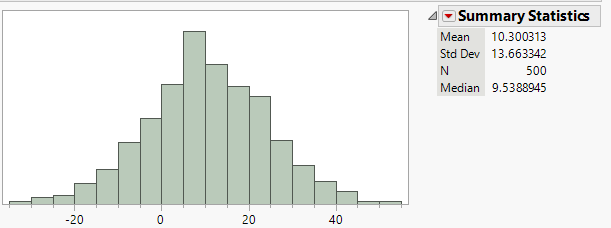 Summary Statistics
Mean 10.300313
Std Dev 13.663342
N 500
Median 9.5388945
-20 0 20 40